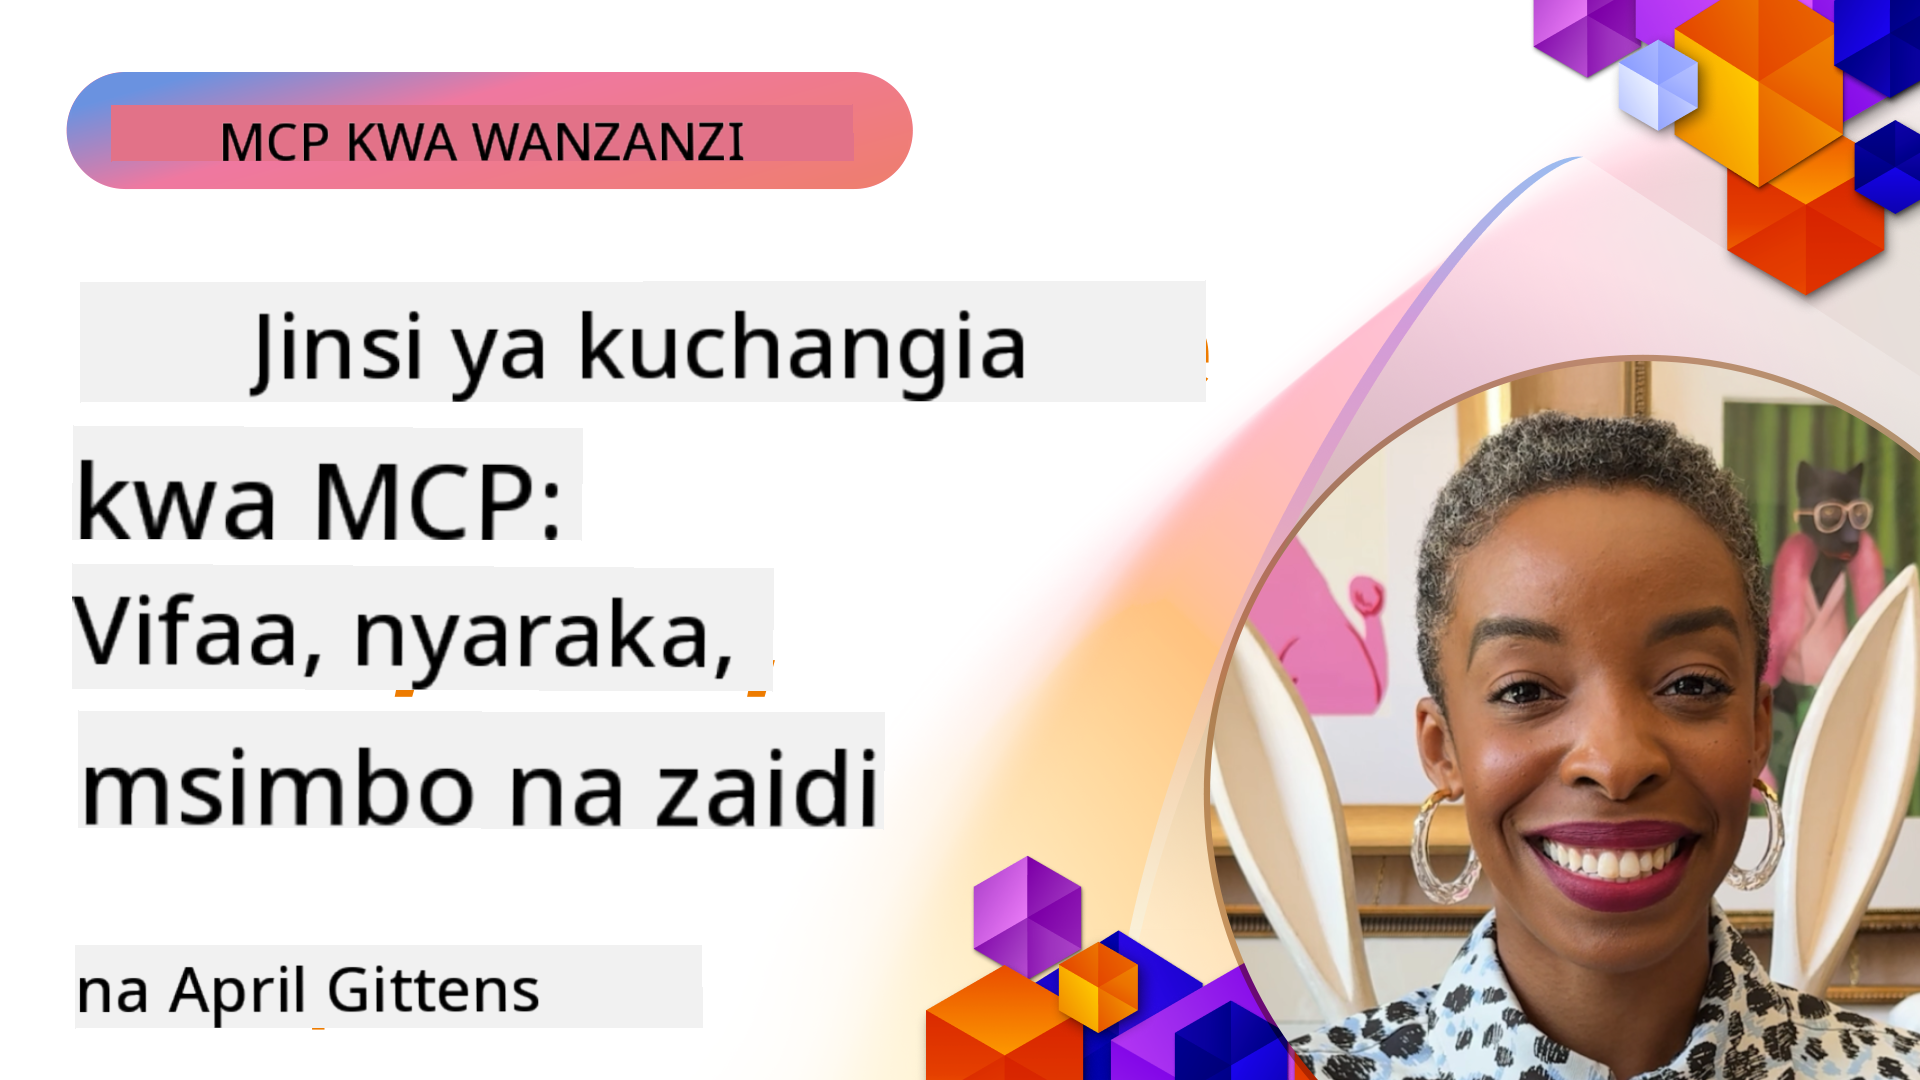 MCP KWA WANZANZI
Jinsi ya kuchangia
kwa MCP:
Vifaa, nyaraka,
msimbo na zaidi
na April Gittens